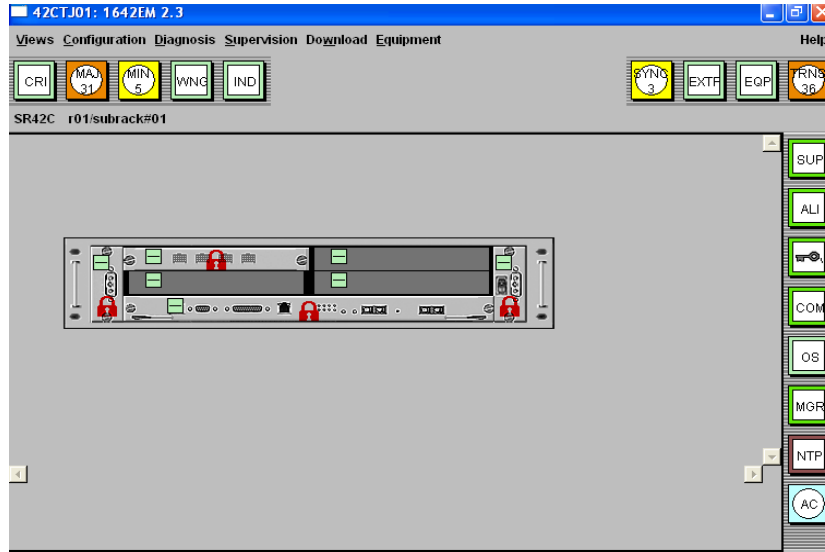 42CTJ01: 1642EM 2.3
Views Configuration Diagnosis Supervision Download Equipment Help
CRI MAJ 31 MIN 5 WNG IND SYNC 3 EXTF EQP TRNS 36
SR42C r01/subrack#01
SUP
ALI
COM
OS
MGR
NTP
AC